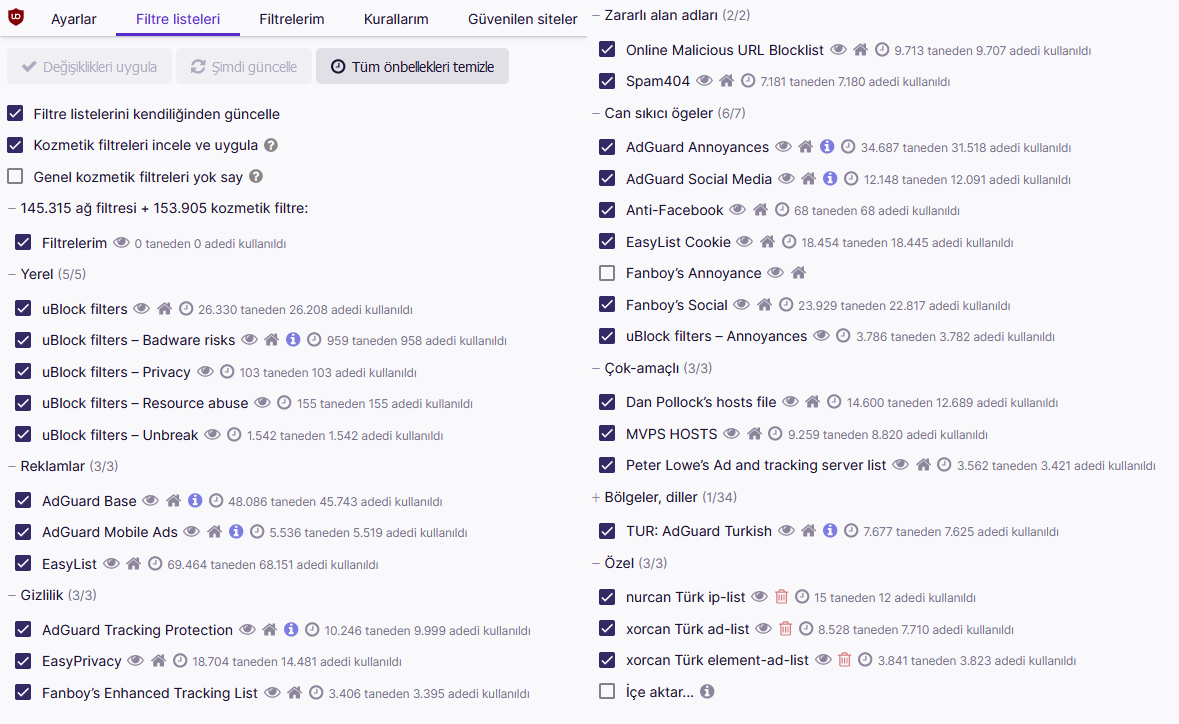 Ayarlar Filtre listeleri Filtrelerim Kurallarım Güvenilen siteler
Değişiklikleri uygula Şimdi güncelle Tüm önbellekleri temizle
Filtre listelerini kendiliğinden güncelle
Kozmetik filtreleri incele ve uygula
Genel kozmetik filtreleri yok say
– 145.315 ağ filtresi + 153.905 kozmetik filtre:
Filtrelerim 0 taneden 0 adedi kullanıldı
– Yerel (5/5)
uBlock filters 26.330 taneden 26.208 adedi kullanıldı
uBlock filters – Badware risks 959 taneden 958 adedi kullanıldı
uBlock filters – Privacy 103 taneden 103 adedi kullanıldı
uBlock filters – Resource abuse 155 taneden 155 adedi kullanıldı
uBlock filters – Unbreak 1.542 taneden 1.542 adedi kullanıldı
– Reklamlar (3/3)
AdGuard Base 48.086 taneden 45.743 adedi kullanıldı
AdGuard Mobile Ads 5.536 taneden 5.519 adedi kullanıldı
EasyList 69.464 taneden 68.151 adedi kullanıldı
– Gizlilik (3/3)
AdGuard Tracking Protection 10.246 taneden 9.999 adedi kullanıldı
EasyPrivacy 18.704 taneden 14.481 adedi kullanıldı
Fanboy’s Enhanced Tracking List 3.406 taneden 3.395 adedi kullanıldı
– Zararlı alan adları (2/2)
Online Malicious URL Blocklist 9.713 taneden 9.707 adedi kullanıldı
Spam404 7.181 taneden 7.180 adedi kullanıldı
– Can sıkıcı ögeler (6/7)
AdGuard Annoyances 34.687 taneden 31.518 adedi kullanıldı
AdGuard Social Media 12.148 taneden 12.091 adedi kullanıldı
Anti-Facebook 68 taneden 68 adedi kullanıldı
EasyList Cookie 18.454 taneden 18.445 adedi kullanıldı
Fanboy’s Annoyance
Fanboy’s Social 23.929 taneden 22.817 adedi kullanıldı
uBlock filters – Annoyances 3.786 taneden 3.782 adedi kullanıldı
– Çok-amaçlı (3/3)
Dan Pollock’s hosts file 14.600 taneden 12.689 adedi kullanıldı
MVPS HOSTS 9.259 taneden 8.820 adedi kullanıldı
Peter Lowe’s Ad and tracking server list 3.562 taneden 3.421 adedi kullanıldı
+ Bölgeler, diller (1/34)
TUR: AdGuard Turkish 7.677 taneden 7.625 adedi kullanıldı
– Özel (3/3)
nurcan Türk ip-list 15 taneden 12 adedi kullanıldı
xorcan Türk ad-list 8.528 taneden 7.710 adedi kullanıldı
xorcan Türk element-ad-list 3.841 taneden 3.823 adedi kullanıldı
İçe aktar...